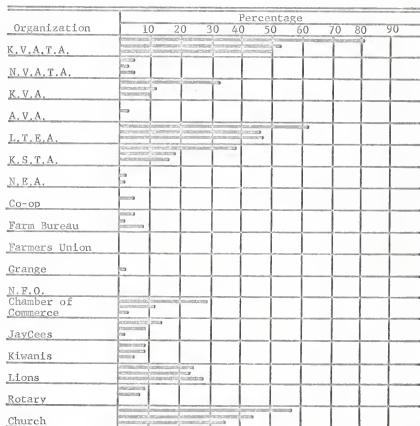 Percentage
Organization
10 20 30 40 50 60 70 80 90
K.V.A.T.A.
N.V.A.T.A.
K.V.A.
A.V.A.
L.T.E.A.
K.S.T.A.
N.E.A.
Co-op
Farm Bureau
Farmers Union
Grange
N.F.O.
Chamber of
Commerce
JayCees
Kiwanis
Lions
Rotary
Church